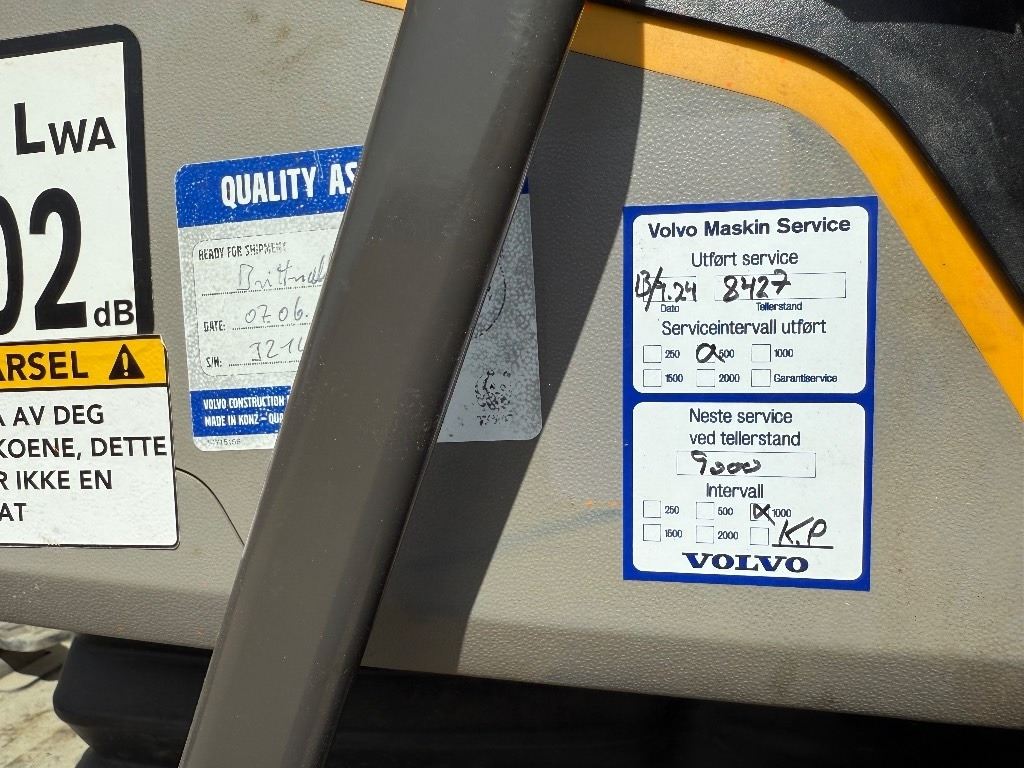 LWA
02
dB
ARSEL
A AV DEG
KOENE, DETTE
R IKKE EN
AT
QUALITY AS
READY FOR SHIPMENT
DATE: 07.06.
S/N: 3214
VOLVO CONSTRUCTION
MADE IN KONZ - QU
Volvo Maskin Service
Utført service
13/9.24 8427
Dato Tellerstand
Serviceintervall utført
250 500 1000
1500 2000 Garantiservice
Neste service
ved tellerstand
9000
Intervall
250 500 1000
1500 2000 K.P
VOLVO